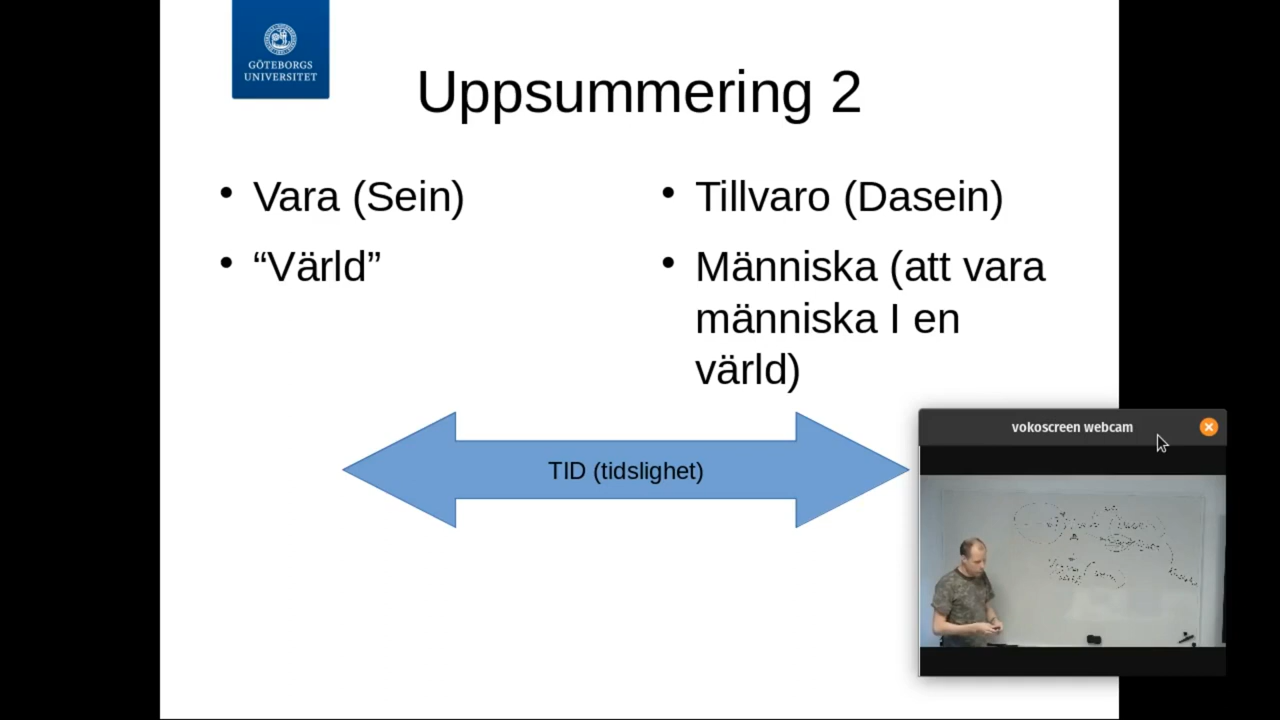 GÖTEBORGS
UNIVERSITET
Uppsummering 2
• Vara (Sein)
• “Värld”
• Tillvaro (Dasein)
• Människa (att vara
människa I en
värld)
TID (tidslighet)
vokoscreen webcam